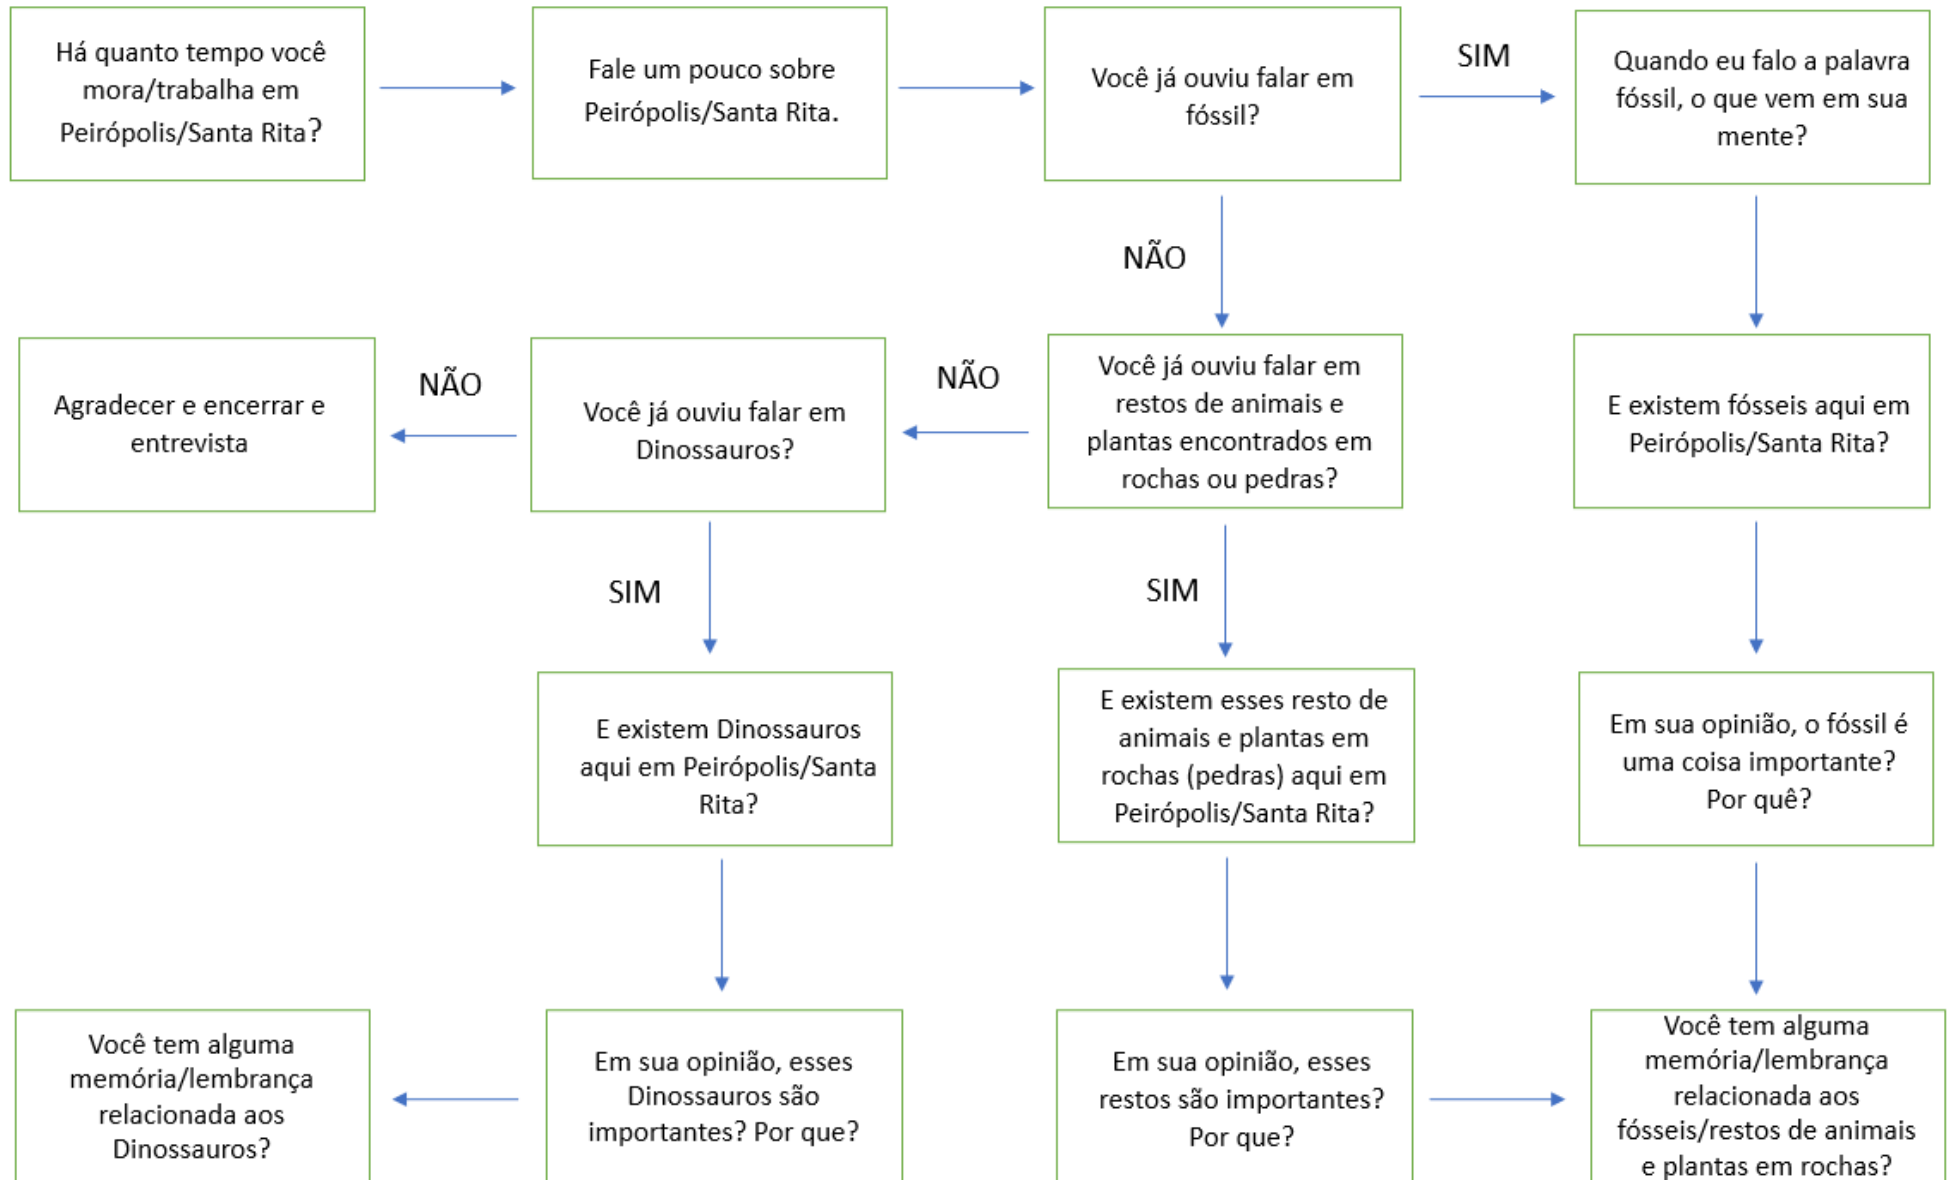 Há quanto tempo você
mora/trabalha em
Peirópolis/Santa Rita?
Fale um pouco sobre
Peirópolis/Santa Rita.
Você já ouviu falar em
fóssil?
SIM
Quando eu falo a palavra
fóssil, o que vem em sua
mente?
NÃO
Agradecer e encerrar e
entrevista
NÃO
Você já ouviu falar em
Dinossauros?
NÃO
Você já ouviu falar em
restos de animais e
plantas encontrados em
rochas ou pedras?
E existem fósseis aqui em
Peirópolis/Santa Rita?
SIM
SIM
E existem Dinossauros
aqui em Peirópolis/Santa
Rita?
E existem esses resto de
animais e plantas em
rochas (pedras) aqui em
Peirópolis/Santa Rita?
Em sua opinião, o fóssil é
uma coisa importante?
Por quê?
Você tem alguma
memória/lembrança
relacionada aos
Dinossauros?
Em sua opinião, esses
Dinossauros são
importantes? Por que?
Em sua opinião, esses
restos são importantes?
Por que?
Você tem alguma
memória/lembrança
relacionada aos
fósseis/restos de animais
e plantas em rochas?